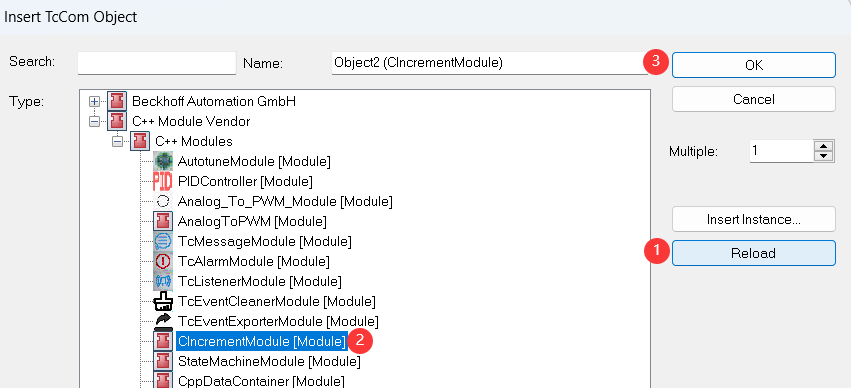 Insert TcCom Object
Search: Name: Object2 (CIncrementModule) 3 OK
Type: Beckhoff Automation GmbH Cancel
C++ Module Vendor
C++ Modules
Multiple: 1
AutotuneModule [Module]
PID PIDController [Module]
Analog_To_PWM_Module [Module]
AnalogToPWM [Module] Insert Instance...
TcMessageModule [Module]
1 Reload
TcAlarmModule [Module]
TcListenerModule [Module]
TcEventCleanerModule [Module]
TcEventExporterModule [Module]
CIncrementModule [Module] 2
StateMachineModule [Module]
CppDataContainer [Module]